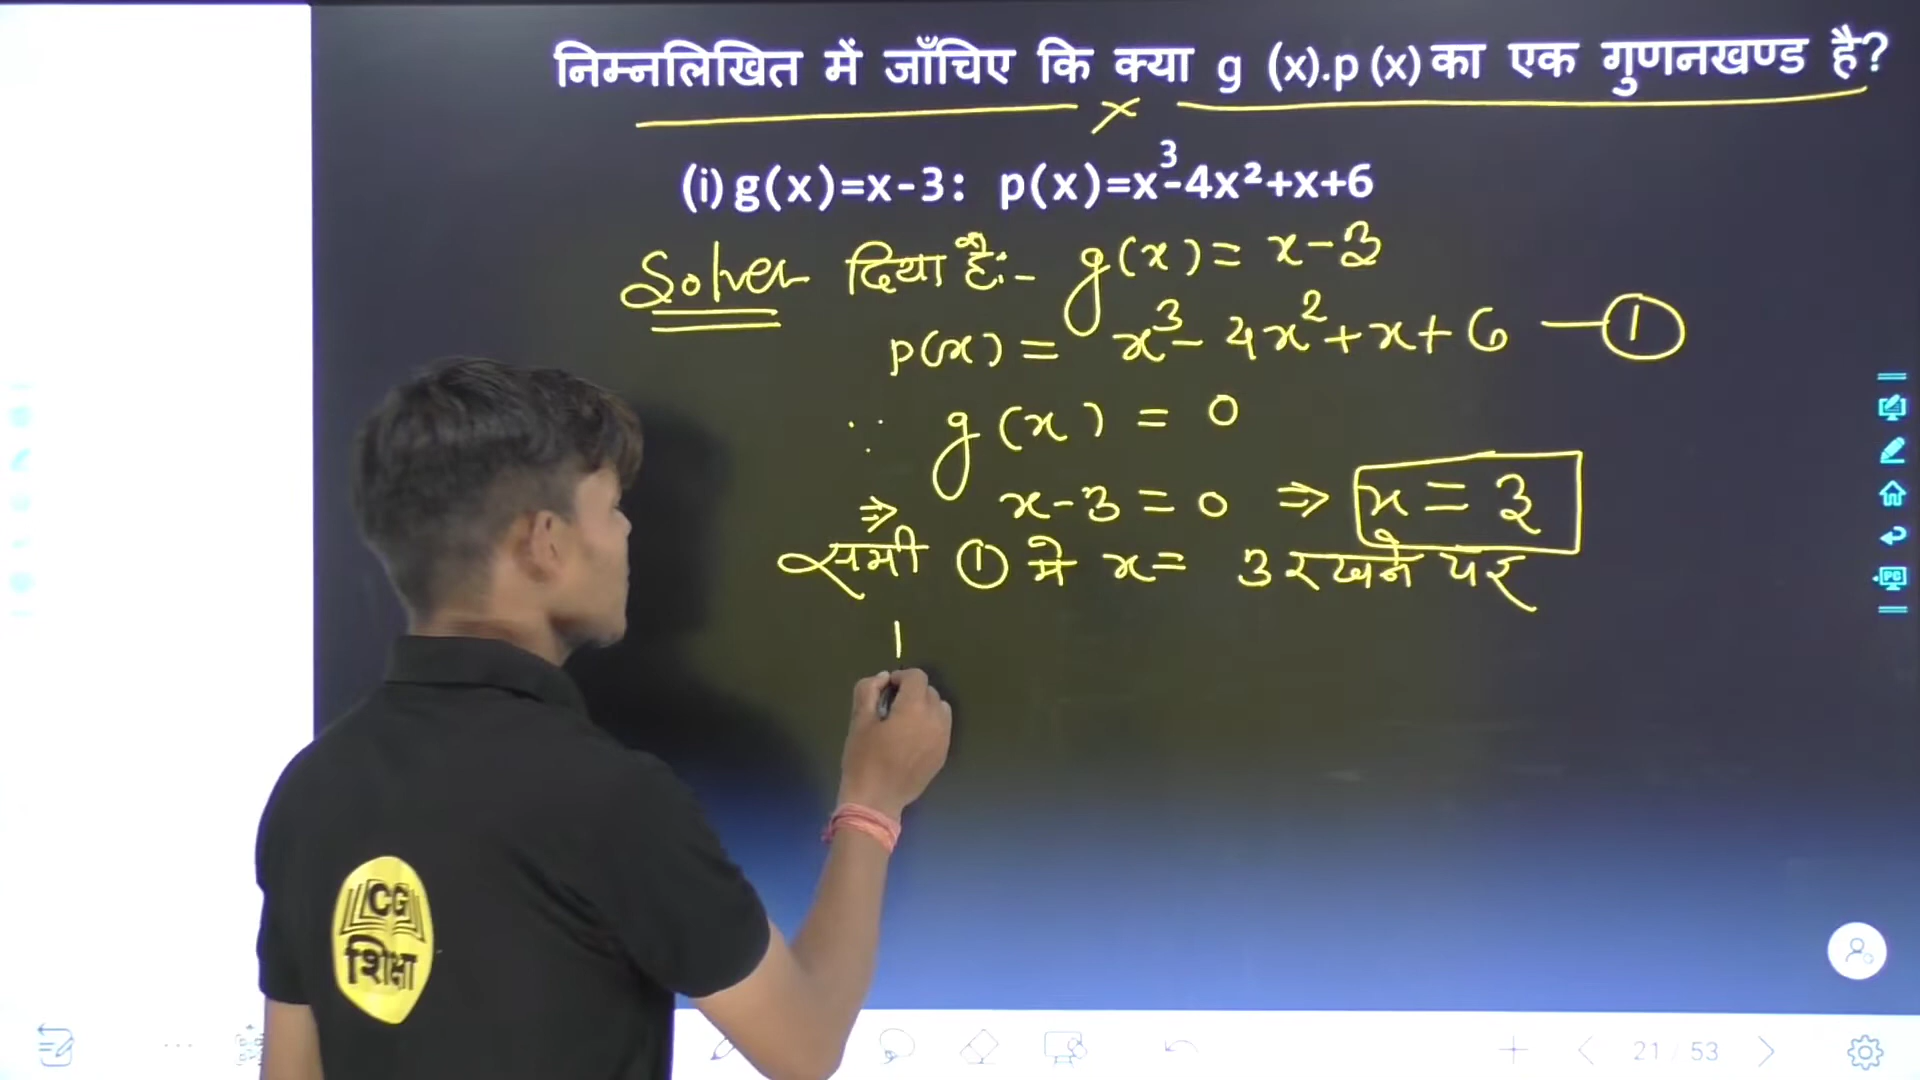 निम्नलिखित में जाँचिए कि क्या g (x).p (x) का एक गुणनखण्ड है?
(i) g(x)=x-3: p(x)=x³-4x²+x+6
Solve दिया है:- g(x) = x-3
p(x) = x³- 4x²+x+6 —①
∵ g(x) = 0
⇒ x-3 = 0 ⇒ x = 3
समी ① मे x = 3 रखने पर
CG
शिक्षा
21 / 53
PC